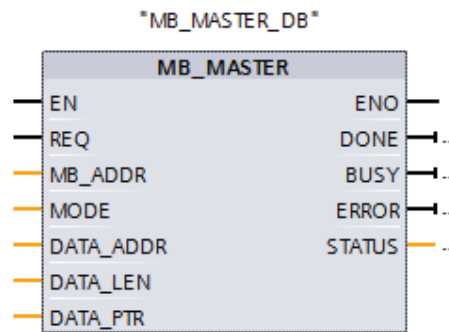 "MB_MASTER_DB"
MB_MASTER
EN ENO
REQ DONE
MB_ADDR BUSY
MODE ERROR
DATA_ADDR STATUS
DATA_LEN
DATA_PTR